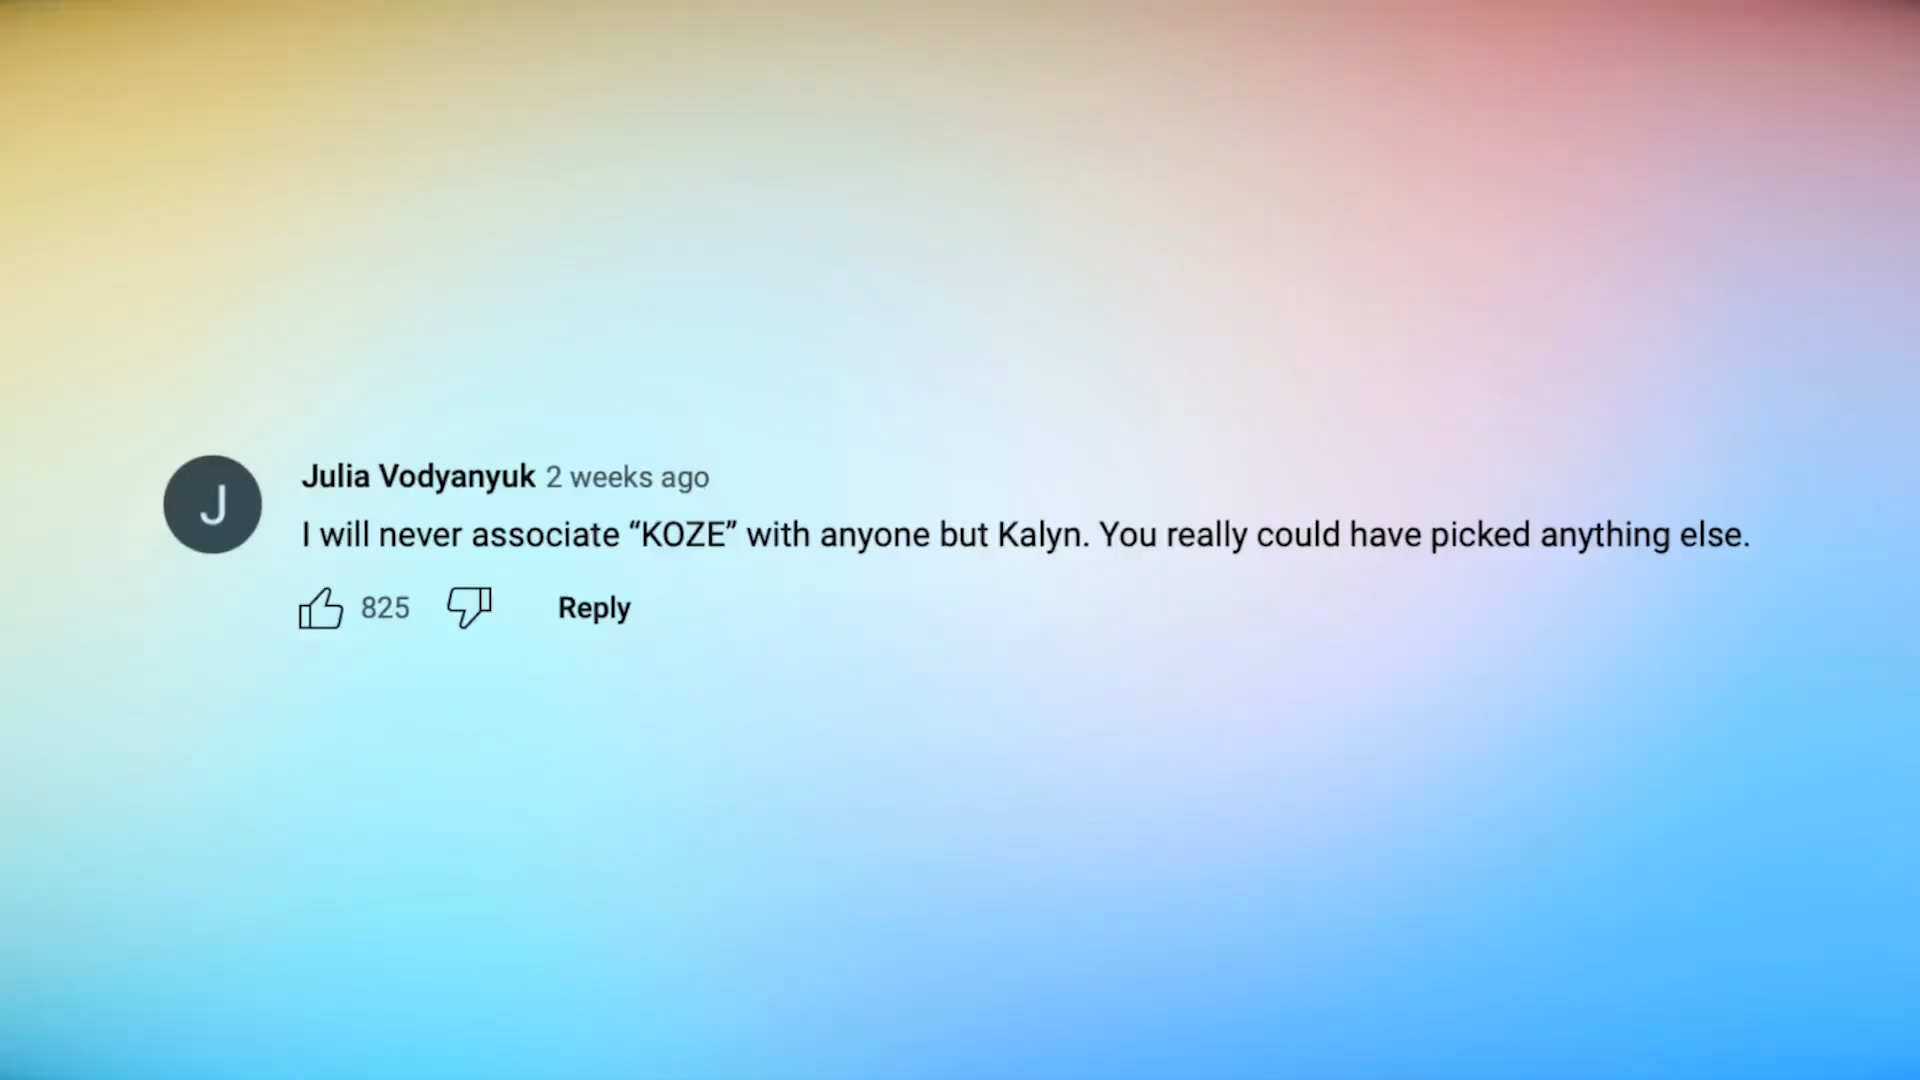 J
Julia Vodyanyuk 2 weeks ago
I will never associate “KOZE” with anyone but Kalyn. You really could have picked anything else.
825 Reply